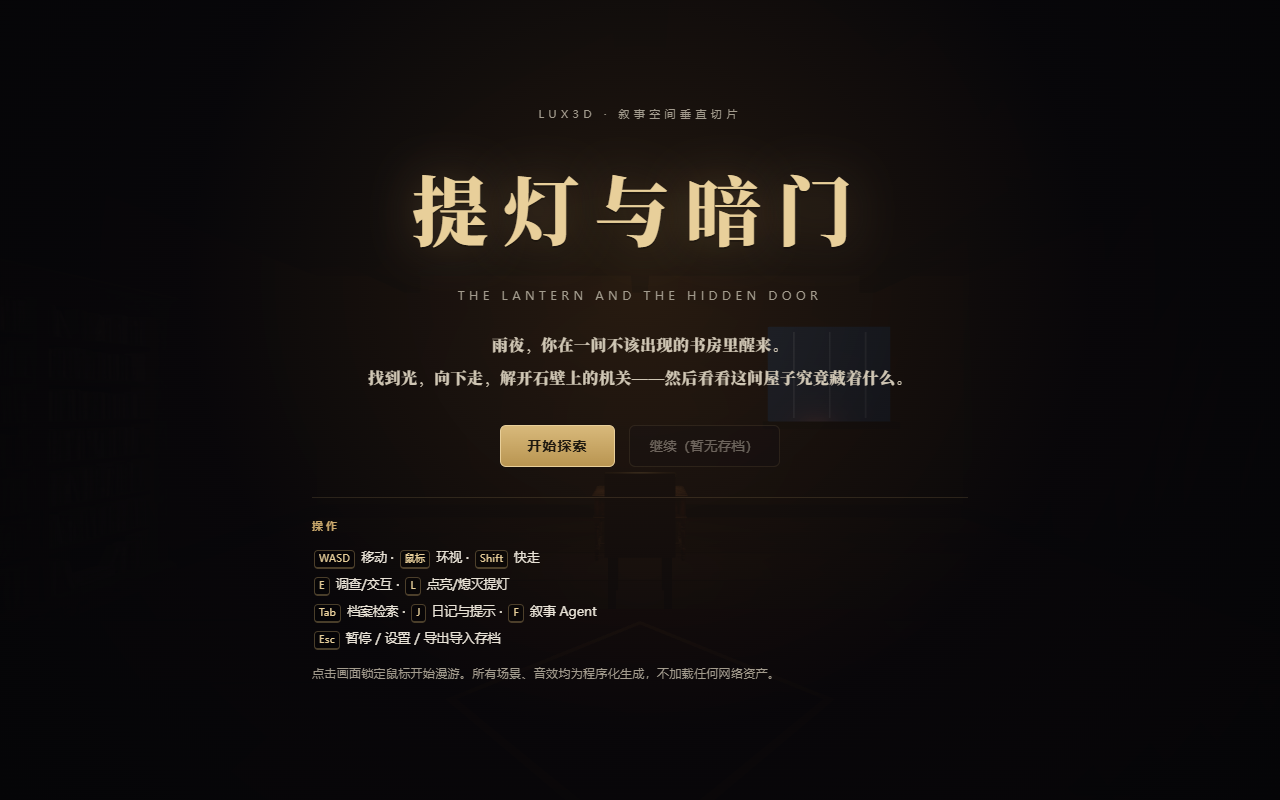 LUX3D · 叙事空间垂直切片
提灯与暗门
THE LANTERN AND THE HIDDEN DOOR
雨夜，你在一间不该出现的书房里醒来。
找到光，向下走，解开石壁上的机关——然后看看这间屋子究竟藏着什么。
开始探索 继续（暂无存档）
操作
WASD 移动 · 鼠标 环视 · Shift 快走
E 调查/交互 · L 点亮/熄灭提灯
Tab 档案检索 · J 日记与提示 · F 叙事 Agent
Esc 暂停 / 设置 / 导出导入存档
点击画面锁定鼠标开始漫游。所有场景、音效均为程序化生成，不加载任何网络资产。